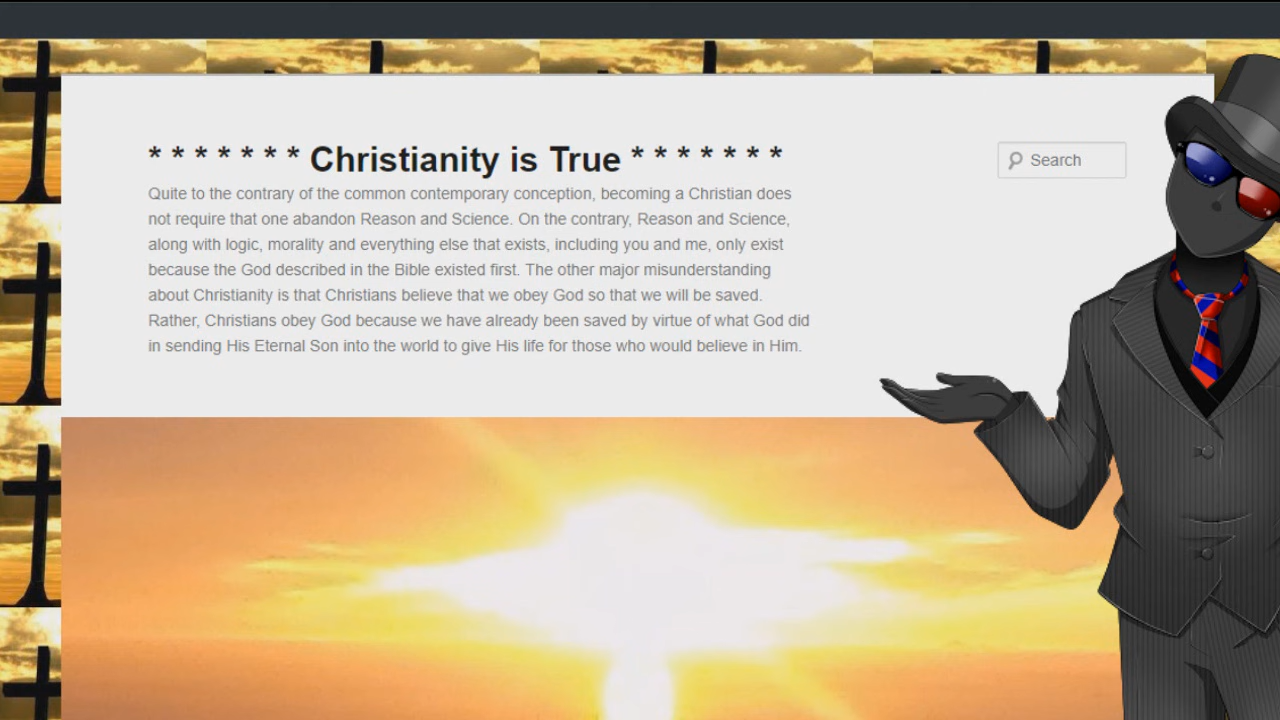 * * * * * * * Christianity is True * * * * * * *
Search
Quite to the contrary of the common contemporary conception, becoming a Christian does
not require that one abandon Reason and Science. On the contrary, Reason and Science,
along with logic, morality and everything else that exists, including you and me, only exist
because the God described in the Bible existed first. The other major misunderstanding
about Christianity is that Christians believe that we obey God so that we will be saved.
Rather, Christians obey God because we have already been saved by virtue of what God did
in sending His Eternal Son into the world to give His life for those who would believe in Him.